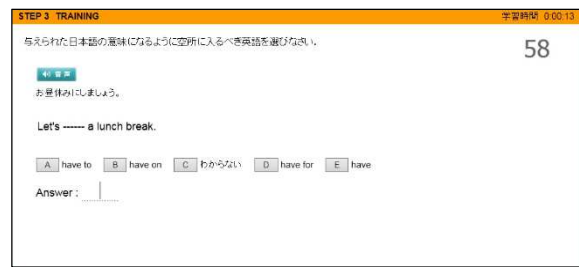 STEP 3 TRAINING 学習時間 0:00:13
与えられた日本語の意味になるように空所に入るべき英語を選びなさい。
58
音声
お昼休みにしましょう。
Let's ------ a lunch break.
A have to B have on C わからない D have for E have
Answer :